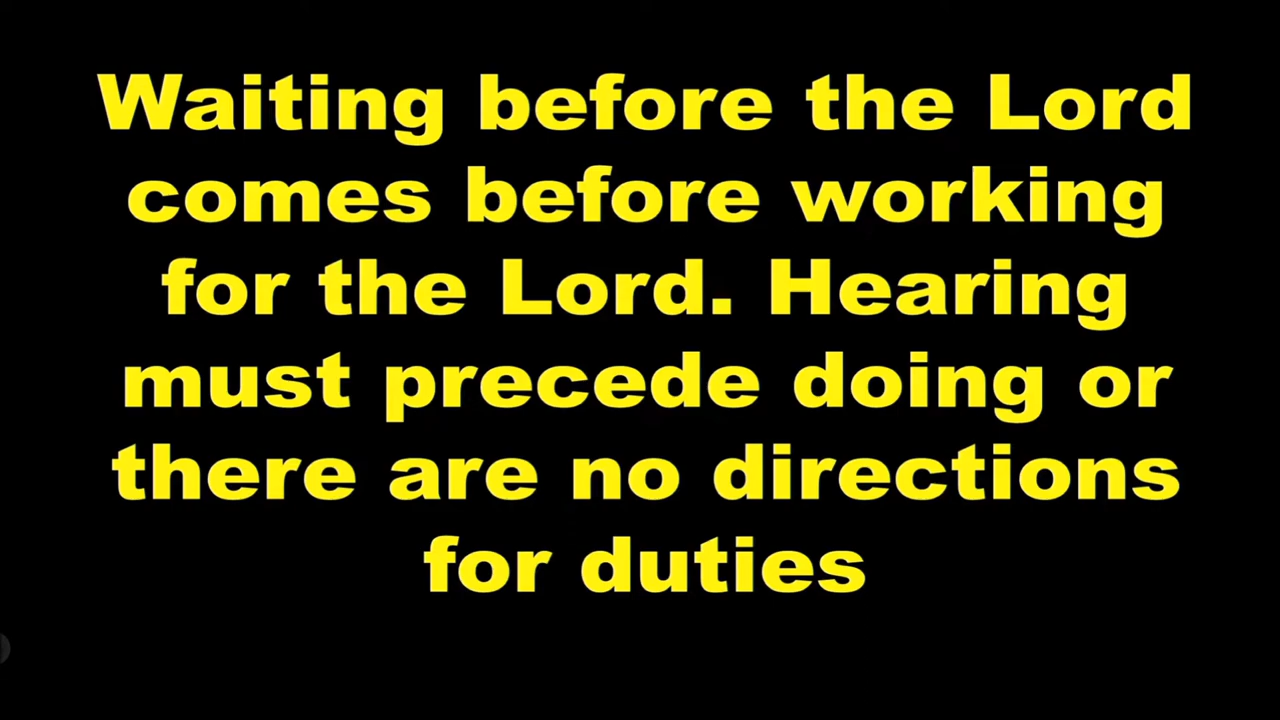 Waiting before the Lord
comes before working
for the Lord. Hearing
must precede doing or
there are no directions
for duties